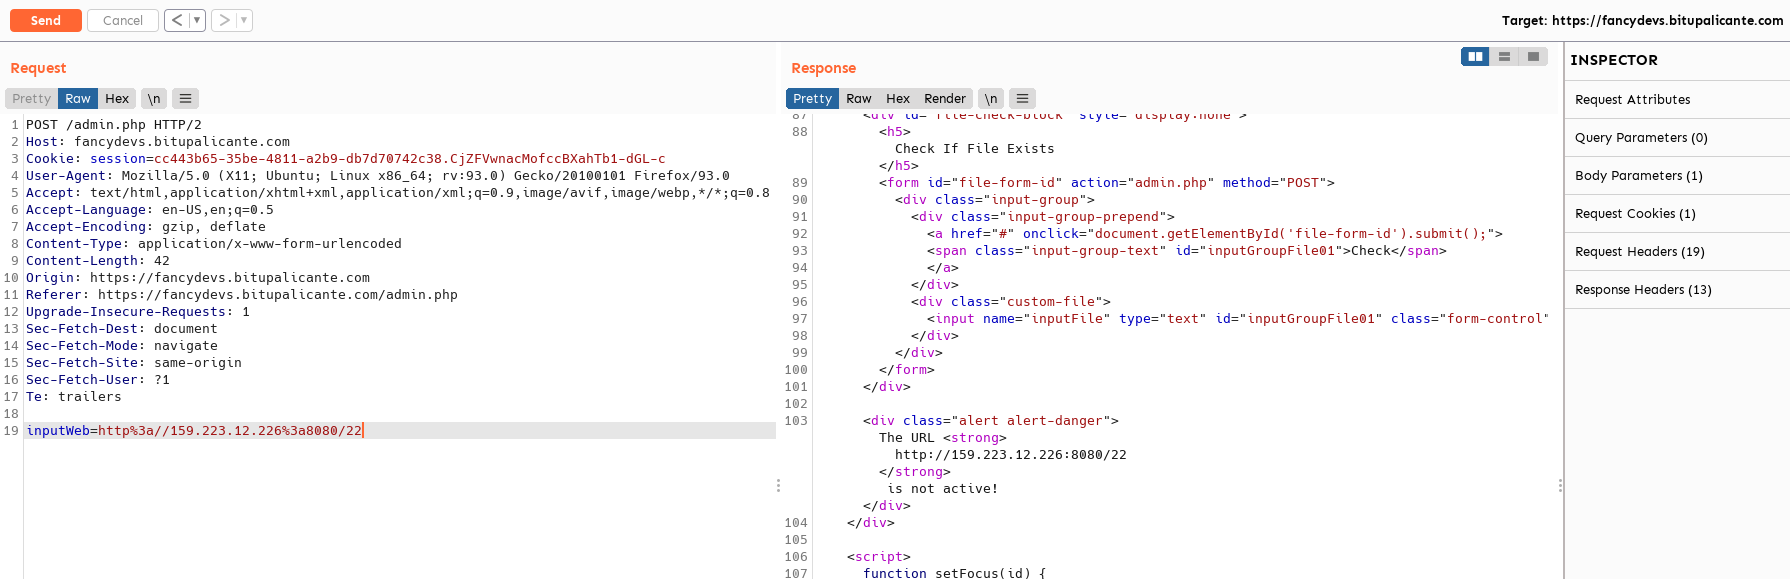 Send Cancel < ▼ > ▼ Target: https://fancydevs.bitupalicante.com
Request
Pretty Raw Hex \n ≡
1 POST /admin.php HTTP/2
2 Host: fancydevs.bitupalicante.com
3 Cookie: session=cc443b65-35be-4811-a2b9-db7d70742c38.CjZFVwnacMofccBXahTb1-dGL-c
4 User-Agent: Mozilla/5.0 (X11; Ubuntu; Linux x86_64; rv:93.0) Gecko/20100101 Firefox/93.0
5 Accept: text/html,application/xhtml+xml,application/xml;q=0.9,image/avif,image/webp,*/*;q=0.8
6 Accept-Language: en-US,en;q=0.5
7 Accept-Encoding: gzip, deflate
8 Content-Type: application/x-www-form-urlencoded
9 Content-Length: 42
10 Origin: https://fancydevs.bitupalicante.com
11 Referer: https://fancydevs.bitupalicante.com/admin.php
12 Upgrade-Insecure-Requests: 1
13 Sec-Fetch-Dest: document
14 Sec-Fetch-Mode: navigate
15 Sec-Fetch-Site: same-origin
16 Sec-Fetch-User: ?1
17 Te: trailers
18
19 inputWeb=http%3a//159.223.12.226%3a8080/22
Response
Pretty Raw Hex Render \n ≡
87 <div id="file-check-block" style="display:none">
88 <h5>
Check If File Exists
</h5>
89 <form id="file-form-id" action="admin.php" method="POST">
90 <div class="input-group">
91 <div class="input-group-prepend">
92 <a href="#" onclick="document.getElementById('file-form-id').submit();">
93 <span class="input-group-text" id="inputGroupFile01">Check</span>
94 </a>
95 </div>
96 <div class="custom-file">
97 <input name="inputFile" type="text" id="inputGroupFile01" class="form-control"
98 </div>
99 </div>
100 </form>
101 </div>
102
103 <div class="alert alert-danger">
The URL <strong>
http://159.223.12.226:8080/22
</strong>
is not active!
</div>
104 </div>
105
106 <script>
107 function setFocus(id) {
INSPECTOR
Request Attributes
Query Parameters (0)
Body Parameters (1)
Request Cookies (1)
Request Headers (19)
Response Headers (13)